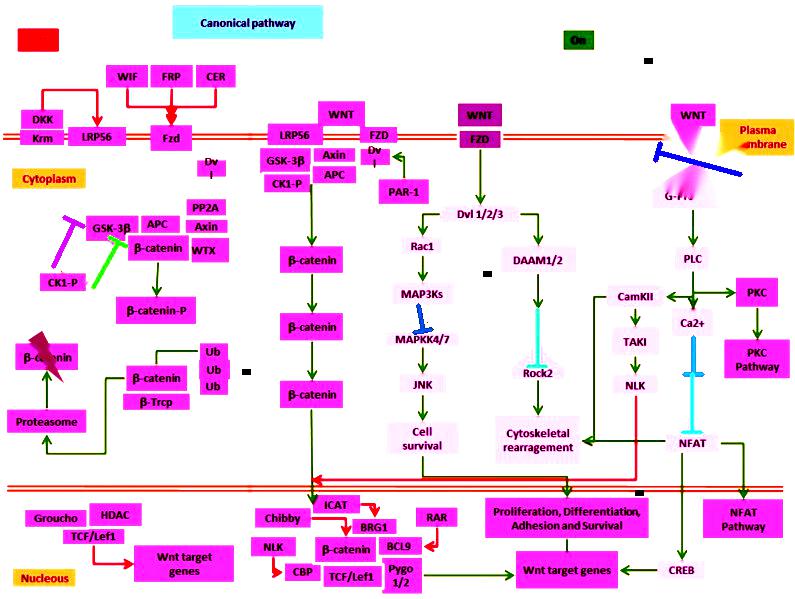 Canonical pathway
On
WIF
FRP
CER
DKK
Krm
LRP56
Fzd
WNT
LRP56
FZD
WNT
FZD
WNT
Plasma
Cytoplasm
Dv
l
GSK-3β
Axin
Dv
l
CK1-P
APC
PAR-1
PP2A
GSK-3β
APC
Axin
β-catenin
WTX
CK1-P
β-catenin-P
Dvl 1/2/3
Rac1
DAAM1/2
MAP3Ks
MAPKK4/7
JNK
Rock2
Cell
survival
Cytoskeletal
rearragement
PLC
CamKII
PKC
Ca2+
TAKI
PKC
Pathway
NLK
NFAT
β-catenin
β-catenin
β-catenin
Ub
Ub
Ub
β-catenin
β-Trcp
Proteasome
Groucho
HDAC
TCF/Lef1
Wnt target
genes
Nucleous
ICAT
Chibby
BRG1
RAR
NLK
β-catenin
BCL9
CBP
TCF/Lef1
Pygo
1/2
Proliferation, Differentiation,
Adhesion and Survival
Wnt target genes
CREB
NFAT
Pathway